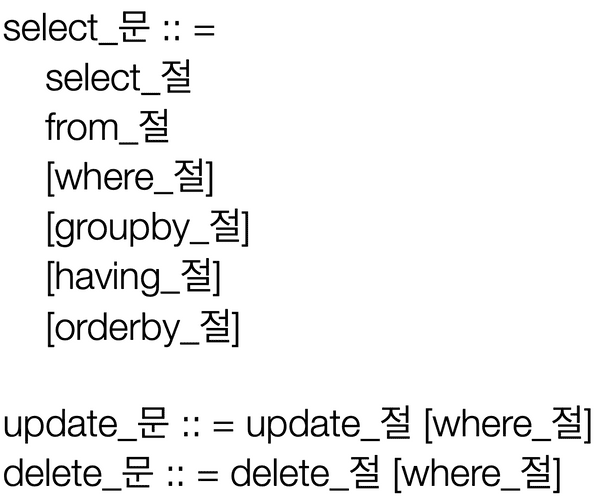 select_문 :: =
select_절
from_절
[where_절]
[groupby_절]
[having_절]
[orderby_절]
update_문 :: = update_절 [where_절]
delete_문 :: = delete_절 [where_절]